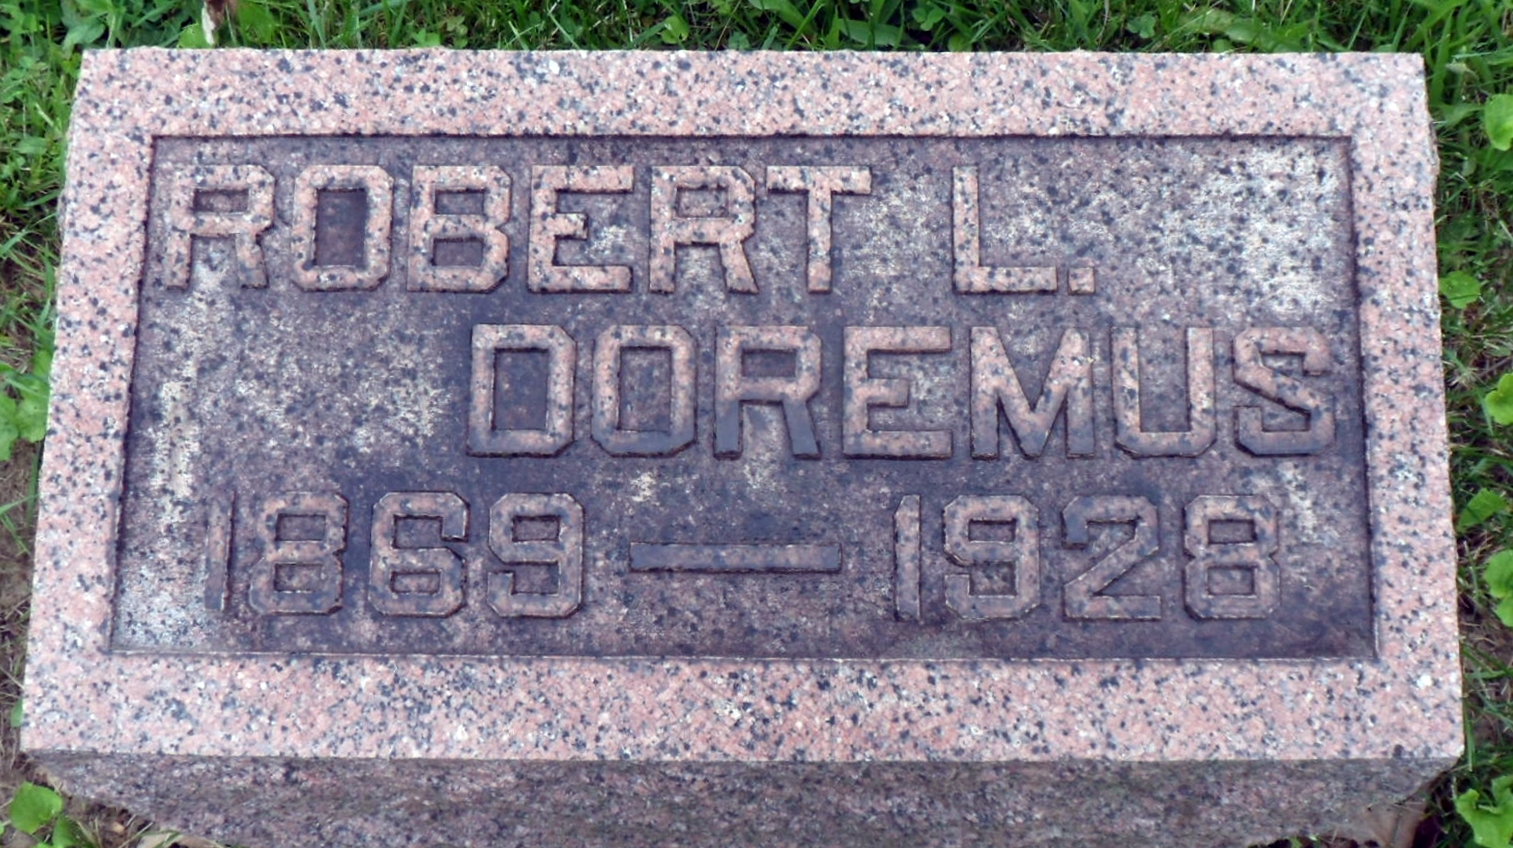 ROBERT L.
DOREMUS
1869 — 1928